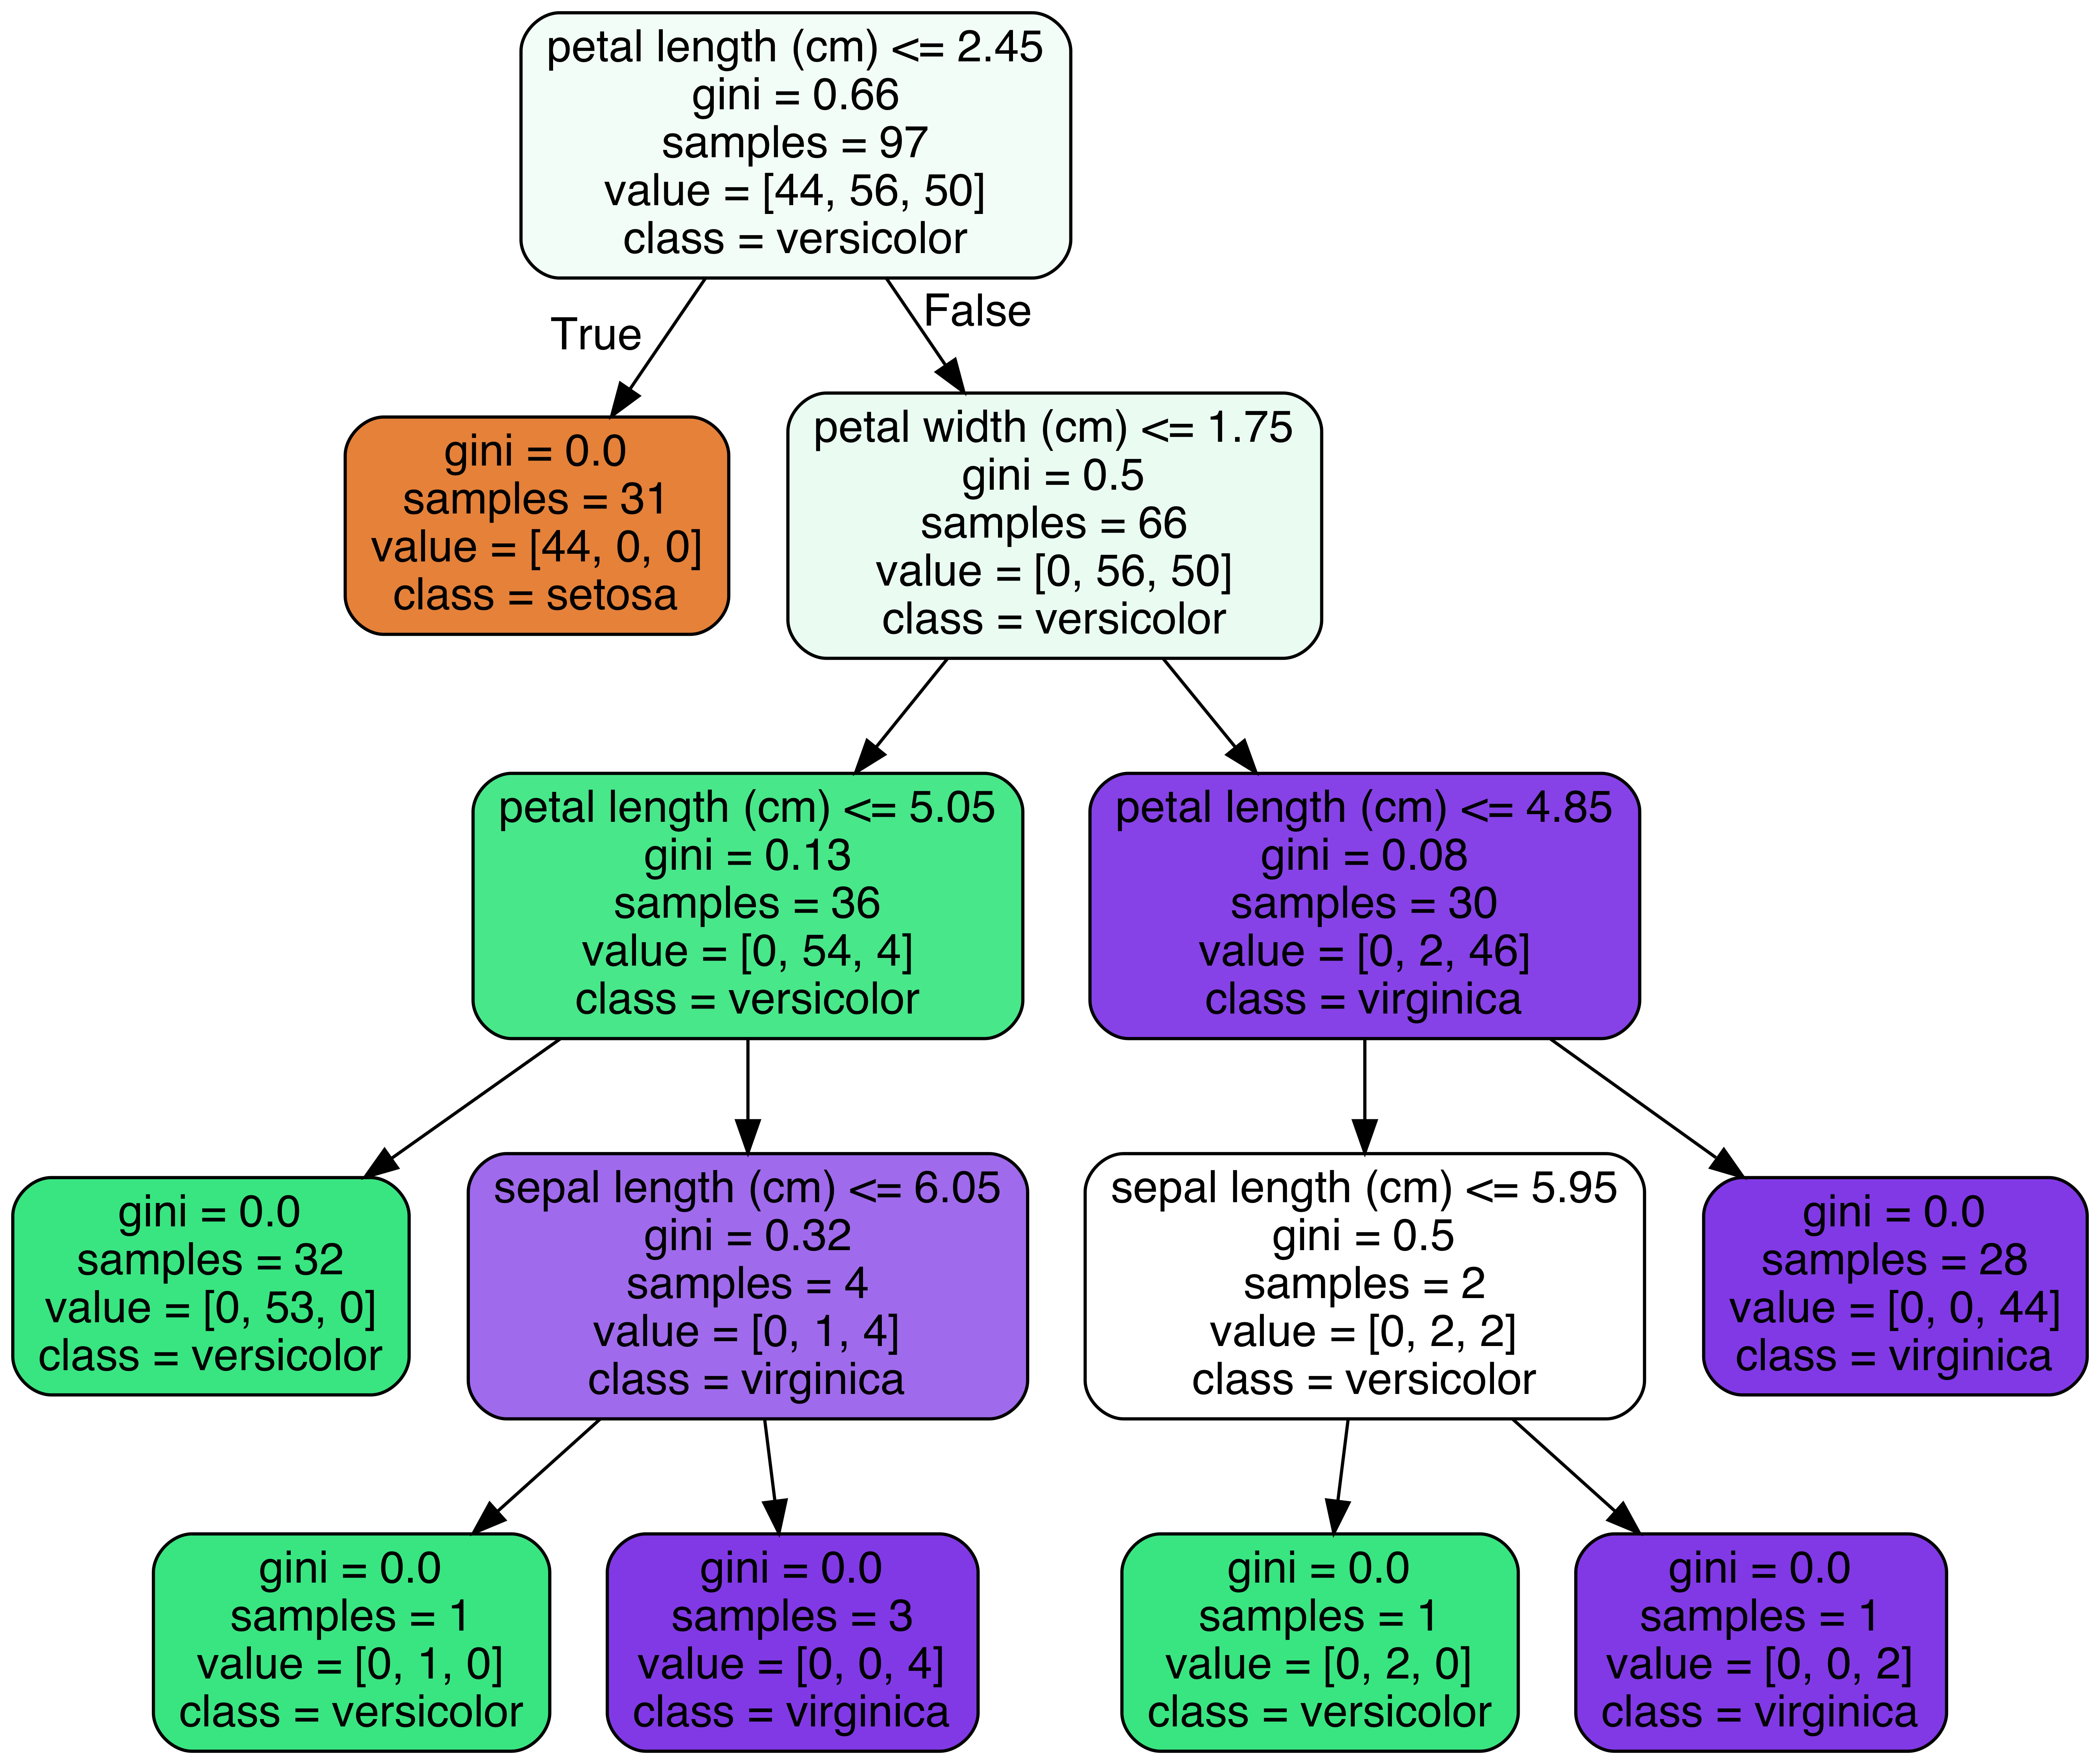 petal length (cm) <= 2.45
gini = 0.66
samples = 97
value = [44, 56, 50]
class = versicolor
True
False
gini = 0.0
samples = 31
value = [44, 0, 0]
class = setosa
petal width (cm) <= 1.75
gini = 0.5
samples = 66
value = [0, 56, 50]
class = versicolor
petal length (cm) <= 5.05
gini = 0.13
samples = 36
value = [0, 54, 4]
class = versicolor
petal length (cm) <= 4.85
gini = 0.08
samples = 30
value = [0, 2, 46]
class = virginica
gini = 0.0
samples = 32
value = [0, 53, 0]
class = versicolor
sepal length (cm) <= 6.05
gini = 0.32
samples = 4
value = [0, 1, 4]
class = virginica
sepal length (cm) <= 5.95
gini = 0.5
samples = 2
value = [0, 2, 2]
class = versicolor
gini = 0.0
samples = 28
value = [0, 0, 44]
class = virginica
gini = 0.0
samples = 1
value = [0, 1, 0]
class = versicolor
gini = 0.0
samples = 3
value = [0, 0, 4]
class = virginica
gini = 0.0
samples = 1
value = [0, 2, 0]
class = versicolor
gini = 0.0
samples = 1
value = [0, 0, 2]
class = virginica